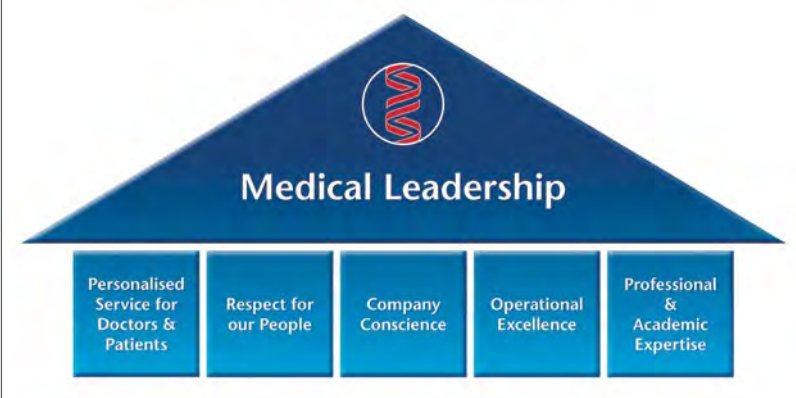 Medical Leadership
Personalised
Service for
Doctors &
Patients
Respect for
our People
Company
Conscience
Operational
Excellence
Professional
&
Academic
Expertise